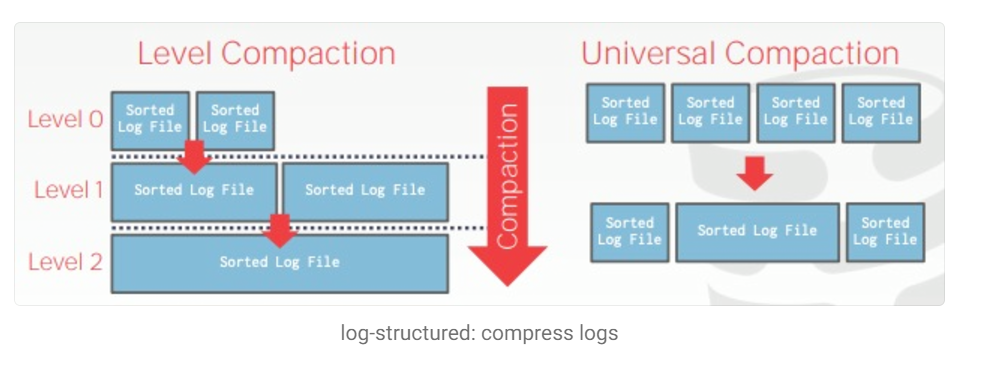 Level Compaction
Level 0
Sorted
Log File
Sorted
Log File
Level 1
Sorted Log File
Sorted Log File
Level 2
Sorted Log File
Compaction
Universal Compaction
Sorted
Log File
Sorted
Log File
Sorted
Log File
Sorted
Log File
Sorted
Log File
Sorted Log File
Sorted
Log File
log-structured: compress logs